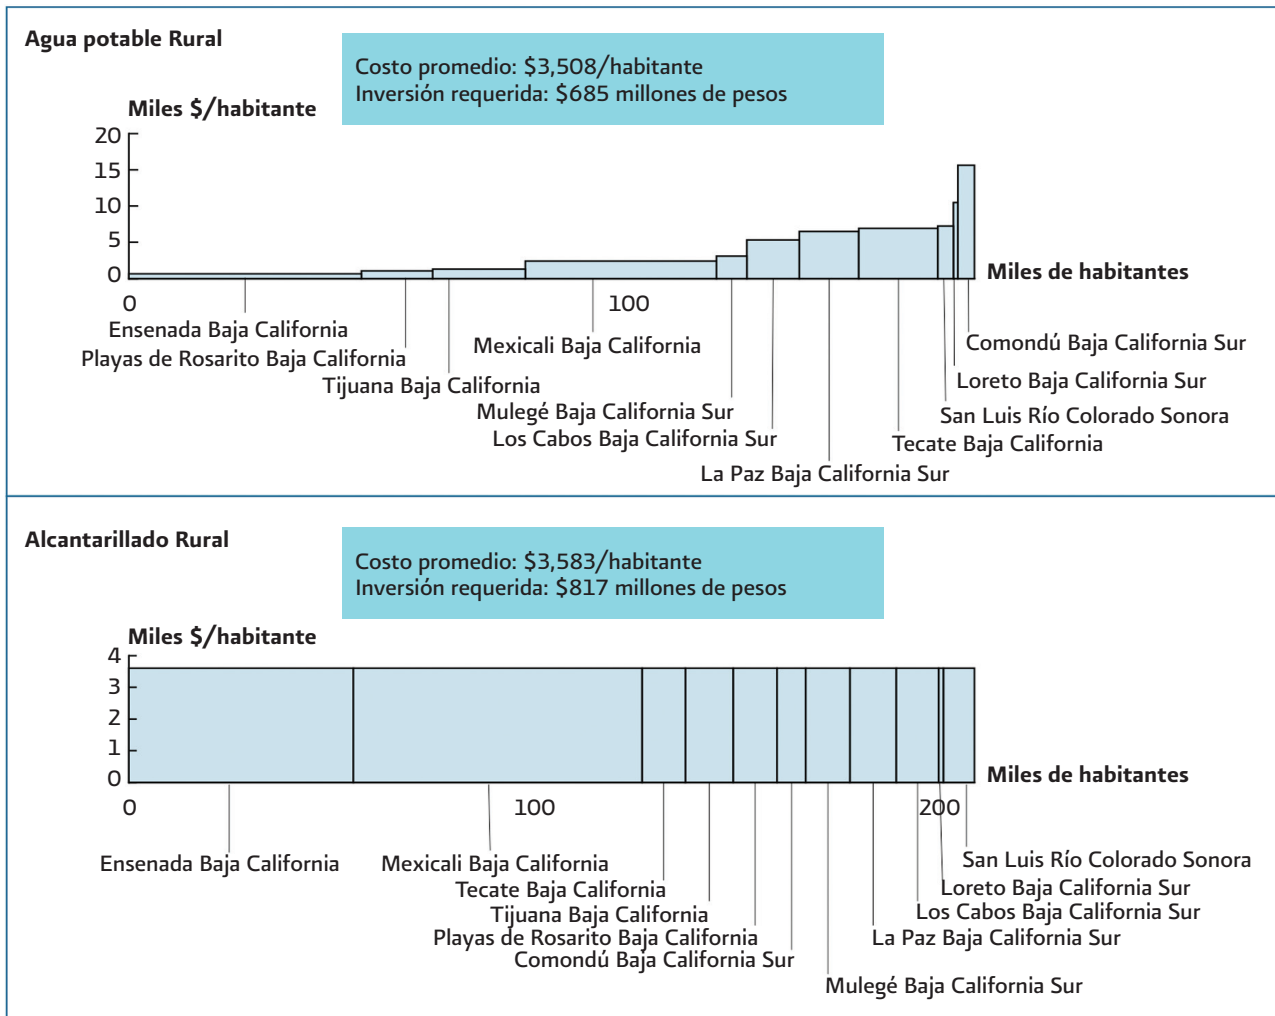 Agua potable Rural
Costo promedio: $3,508/habitante
Inversión requerida: $685 millones de pesos
Miles $/habitante
20
15
10
5
0
Miles de habitantes
0
100
Ensenada Baja California
Playas de Rosarito Baja California
Tijuana Baja California
Mexicali Baja California
Mulegé Baja California Sur
Los Cabos Baja California Sur
La Paz Baja California Sur
Comondú Baja California Sur
Loreto Baja California Sur
San Luis Río Colorado Sonora
Tecate Baja California
Alcantarillado Rural
Costo promedio: $3,583/habitante
Inversión requerida: $817 millones de pesos
Miles $/habitante
4
3
2
1
0
Miles de habitantes
0
100
200
Ensenada Baja California
Mexicali Baja California
Tecate Baja California
Tijuana Baja California
Playas de Rosarito Baja California
Comondú Baja California Sur
San Luis Río Colorado Sonora
Loreto Baja California Sur
Los Cabos Baja California Sur
La Paz Baja California Sur
Mulegé Baja California Sur